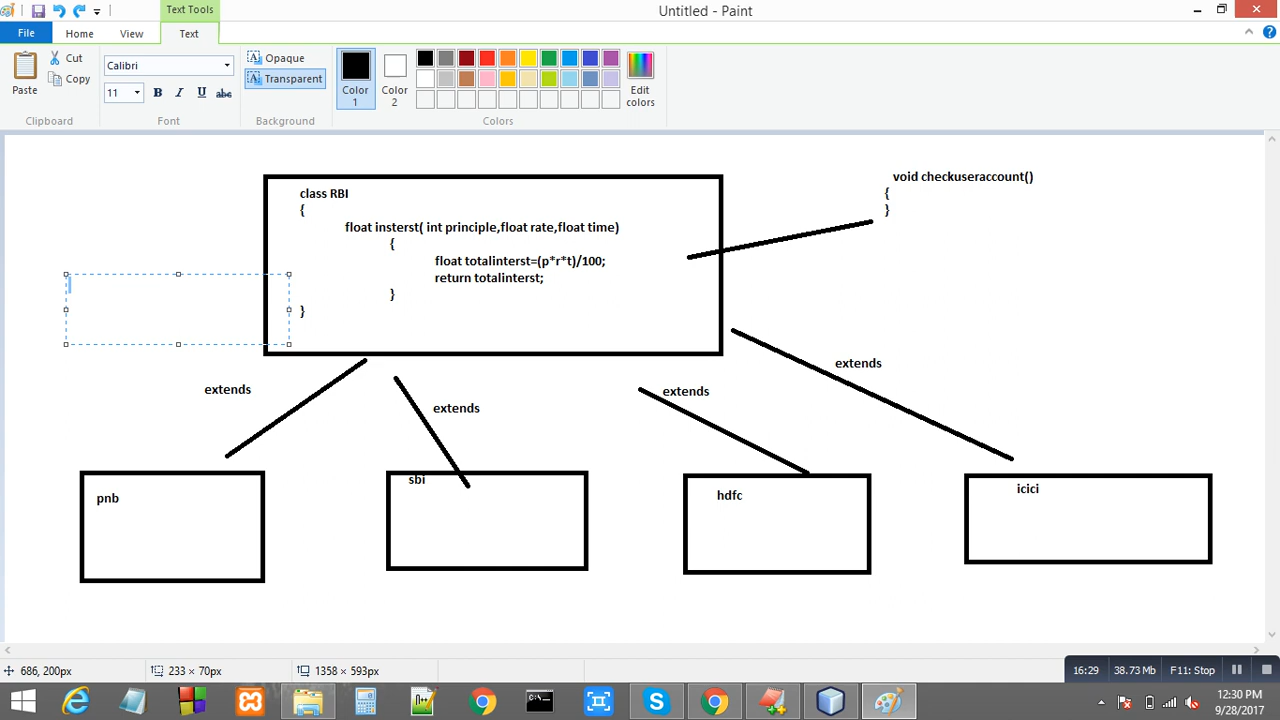 Text Tools
Untitled - Paint
File
Home
View
Text
Paste
Cut
Copy
Clipboard
Calibri
11
B
I
U
abc
Font
Opaque
Transparent
Background
Color
1
Color
2
Edit
colors
Colors
class RBI
{
float insterst( int principle,float rate,float time)
{
float totalinterst=(p*r*t)/100;
return totalinterst;
}
}
void checkuseraccount()
{
}
extends
extends
extends
extends
pnb
sbi
hdfc
icici
686, 200px
233 × 70px
1358 × 593px
16:29
38.73 Mb
F11: Stop
12:30 PM
9/28/2017